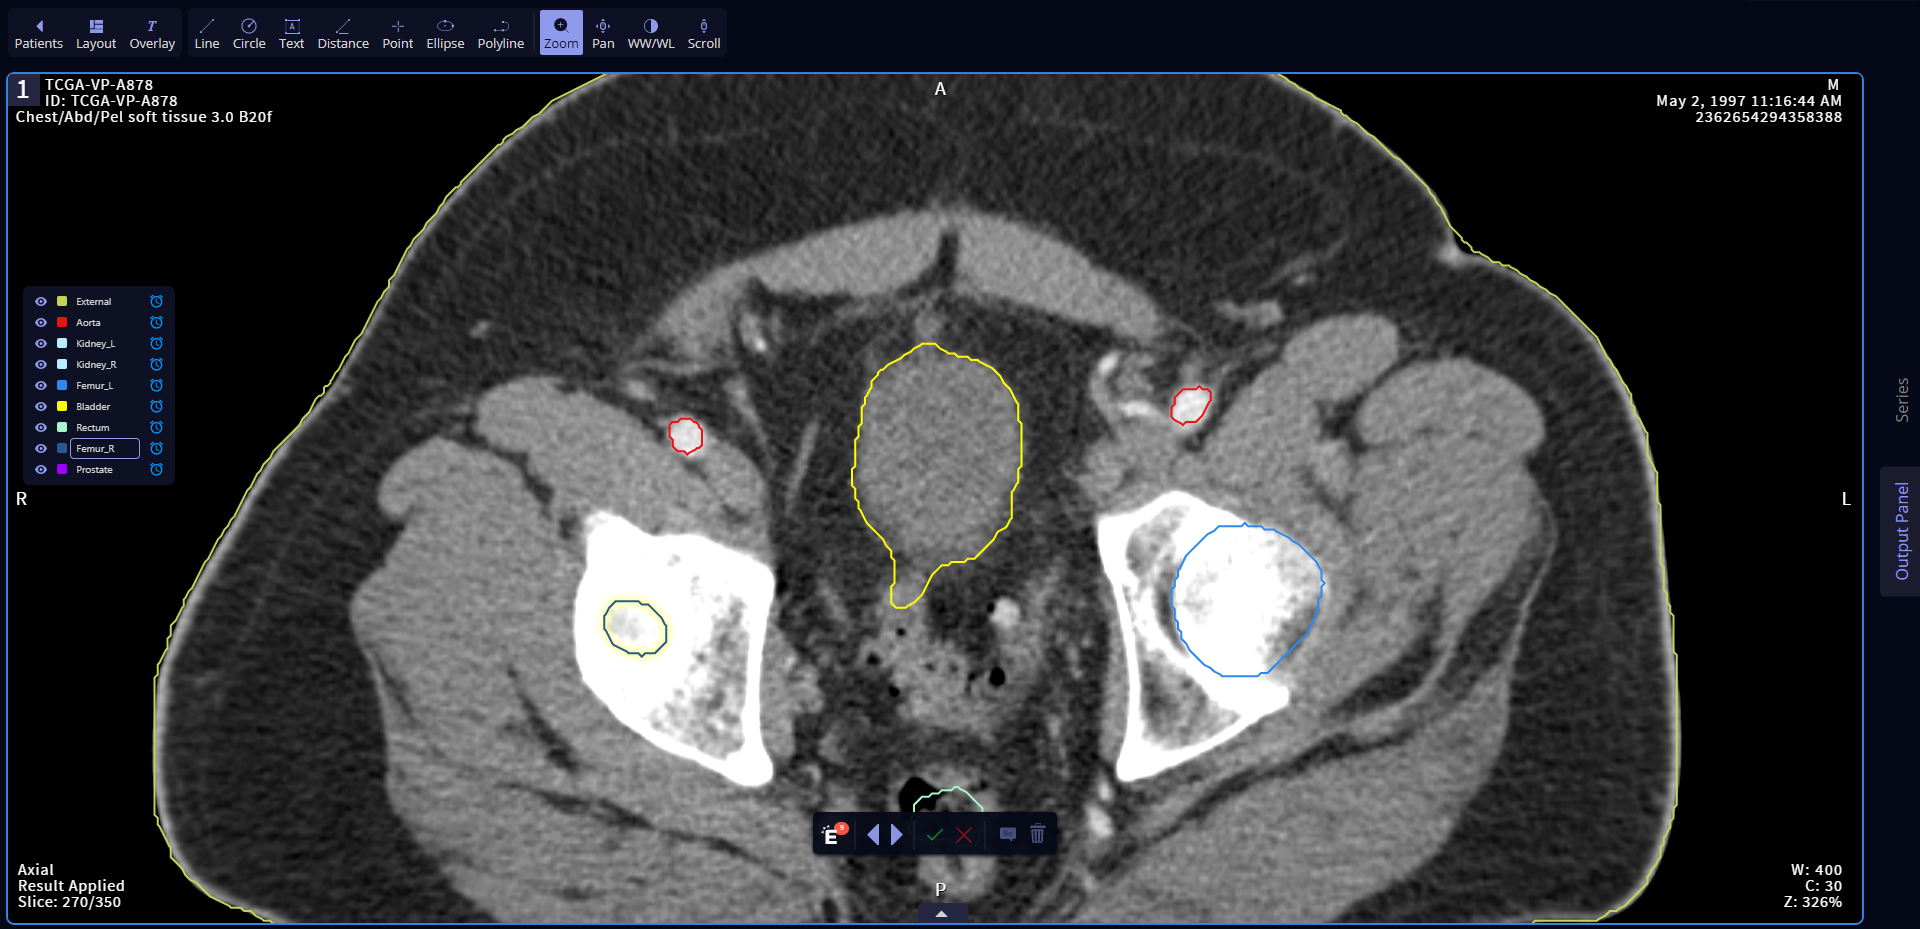 Patients Layout Overlay Line Circle Text Distance Point Ellipse Polyline Zoom Pan WW/WL Scroll
1
TCGA-VP-A878
ID: TCGA-VP-A878
Chest/Abd/Pel soft tissue 3.0 B20f
A
M
May 2, 1997 11:16:44 AM
2362654294358388
External
Aorta
Kidney_L
Kidney_R
Femur_L
Bladder
Rectum
Femur_R
Prostate
R
L
Series
Output Panel
E 9
P
Axial
Result Applied
Slice: 270/350
W: 400
C: 30
Z: 326%